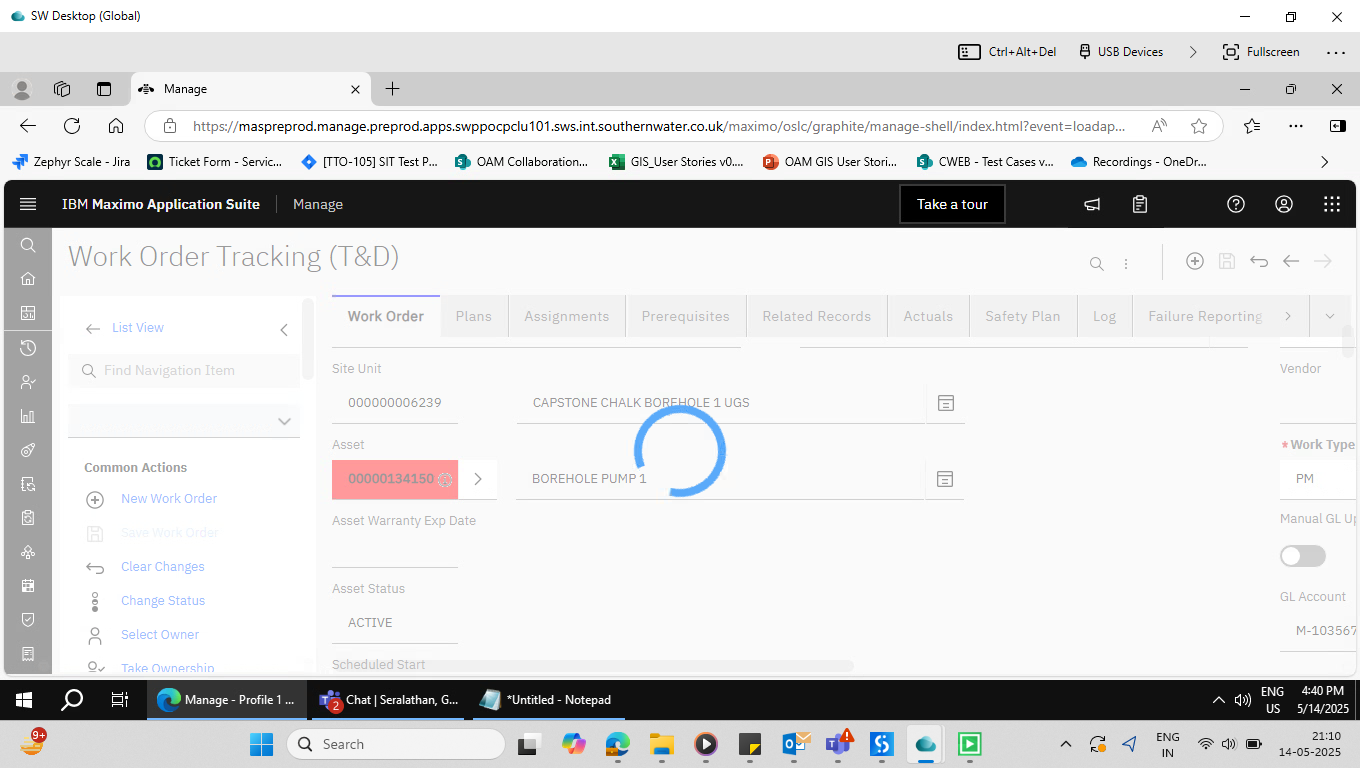 SW Desktop (Global)
Ctrl+Alt+Del
USB Devices
Fullscreen
Manage
https://maspreprod.manage.preprod.apps.swppocpclu101.sws.int.southernwater.co.uk/maximo/oslc/graphite/manage-shell/index.html?event=loadap...
Zephyr Scale - Jira
Ticket Form - Servic...
[TTO-105] SIT Test P...
OAM Collaboration...
GIS_User Stories v0....
OAM GIS User Stori...
CWEB - Test Cases v...
Recordings - OneDr...
IBM Maximo Application Suite
Manage
Take a tour
Work Order Tracking (T&D)
List View
Find Navigation Item
Common Actions
New Work Order
Save Work Order
Clear Changes
Change Status
Select Owner
Take Ownership
Work Order
Plans
Assignments
Prerequisites
Related Records
Actuals
Safety Plan
Log
Failure Reporting
Site Unit
000000006239
CAPSTONE CHALK BOREHOLE 1 UGS
Asset
00000134150
BOREHOLE PUMP 1
Asset Warranty Exp Date
Asset Status
ACTIVE
Scheduled Start
Vendor
* Work Type
PM
Manual GL Up
GL Account
M-103567
Manage - Profile 1 ...
2
Chat | Seralathan, G...
*Untitled - Notepad
ENG
US
4:40 PM
5/14/2025
9+
Search
ENG
IN
21:10
14-05-2025